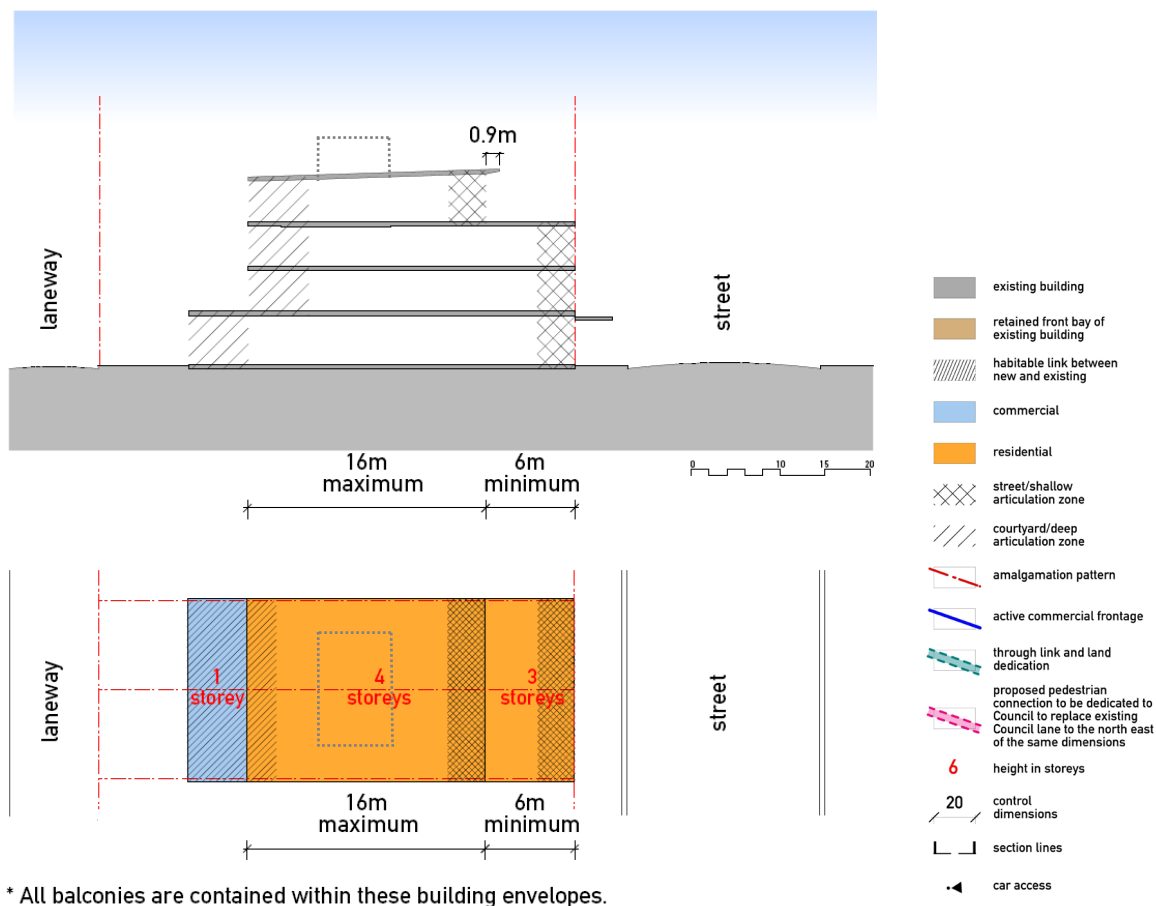 0.9m
laneway
street
16m
maximum
6m
minimum
0 5 10 15 20
laneway
1
storey
4
storeys
3
storeys
street
16m
maximum
6m
minimum
* All balconies are contained within these building envelopes.
existing building
retained front bay of
existing building
habitable link between
new and existing
commercial
residential
street/shallow
articulation zone
courtyard/deep
articulation zone
amalgamation pattern
active commercial frontage
through link and land
dedication
proposed pedestrian
connection to be dedicated to
Council to replace existing
Council lane to the north east
of the same dimensions
6
height in storeys
20
control
dimensions
section lines
car access